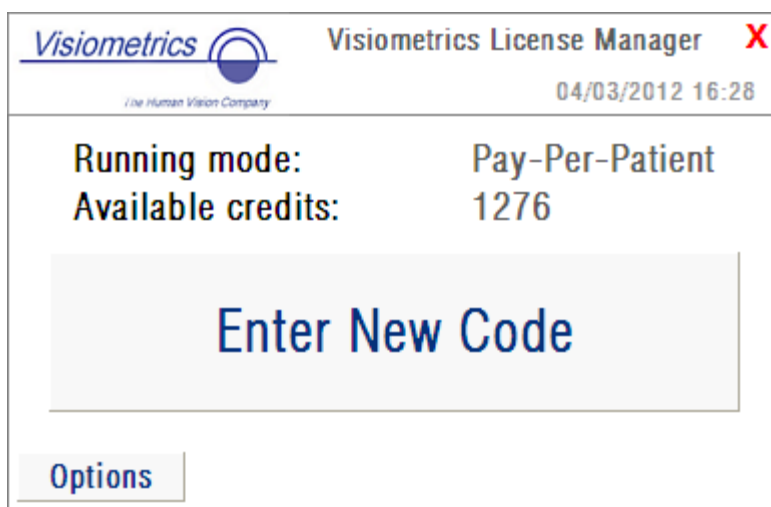 Visiometrics
The Human Vision Company
Visiometrics License Manager X
04/03/2012 16:28
Running mode: Pay-Per-Patient
Available credits: 1276
Enter New Code
Options